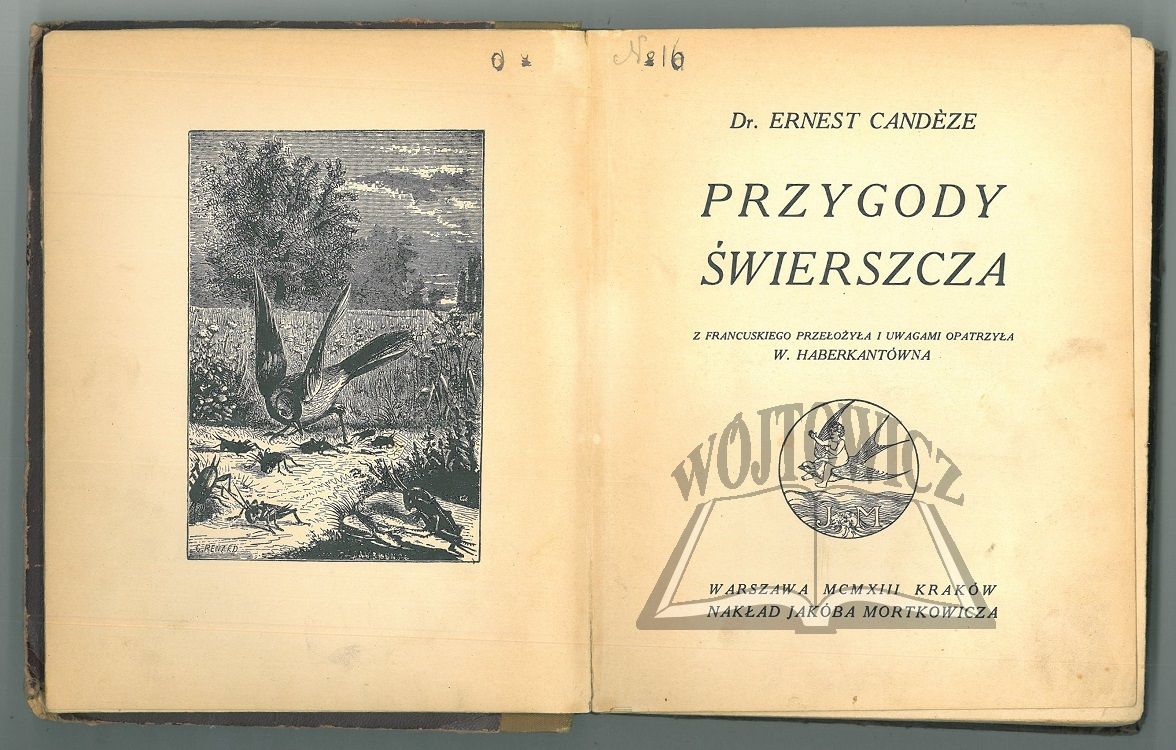 № 16
Dr. ERNEST CANDÈZE
PRZYGODY
ŚWIERSZCZA
Z FRANCUSKIEGO PRZEŁOŻYŁA I UWAGAMI OPATRZYŁA
W. HABERKANTÓWNA
WÓJTOWICZ
J M
WARSZAWA MCMXIII KRAKÓW
NAKŁAD JAKÓBA MORTKOWICZA